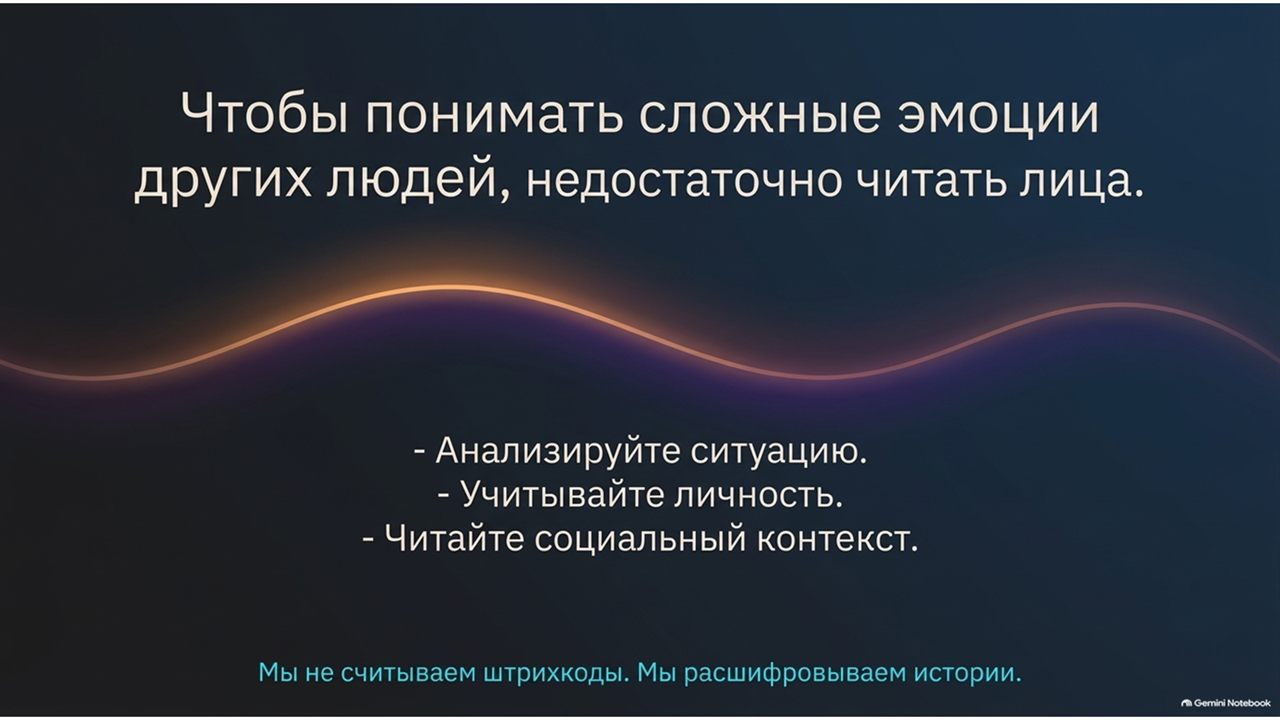 Чтобы понимать сложные эмоции
других людей, недостаточно читать лица.
- Анализируйте ситуацию.
- Учитывайте личность.
- Читайте социальный контекст.
Мы не считываем штрихкоды. Мы расшифровываем истории.
Gemini Notebook